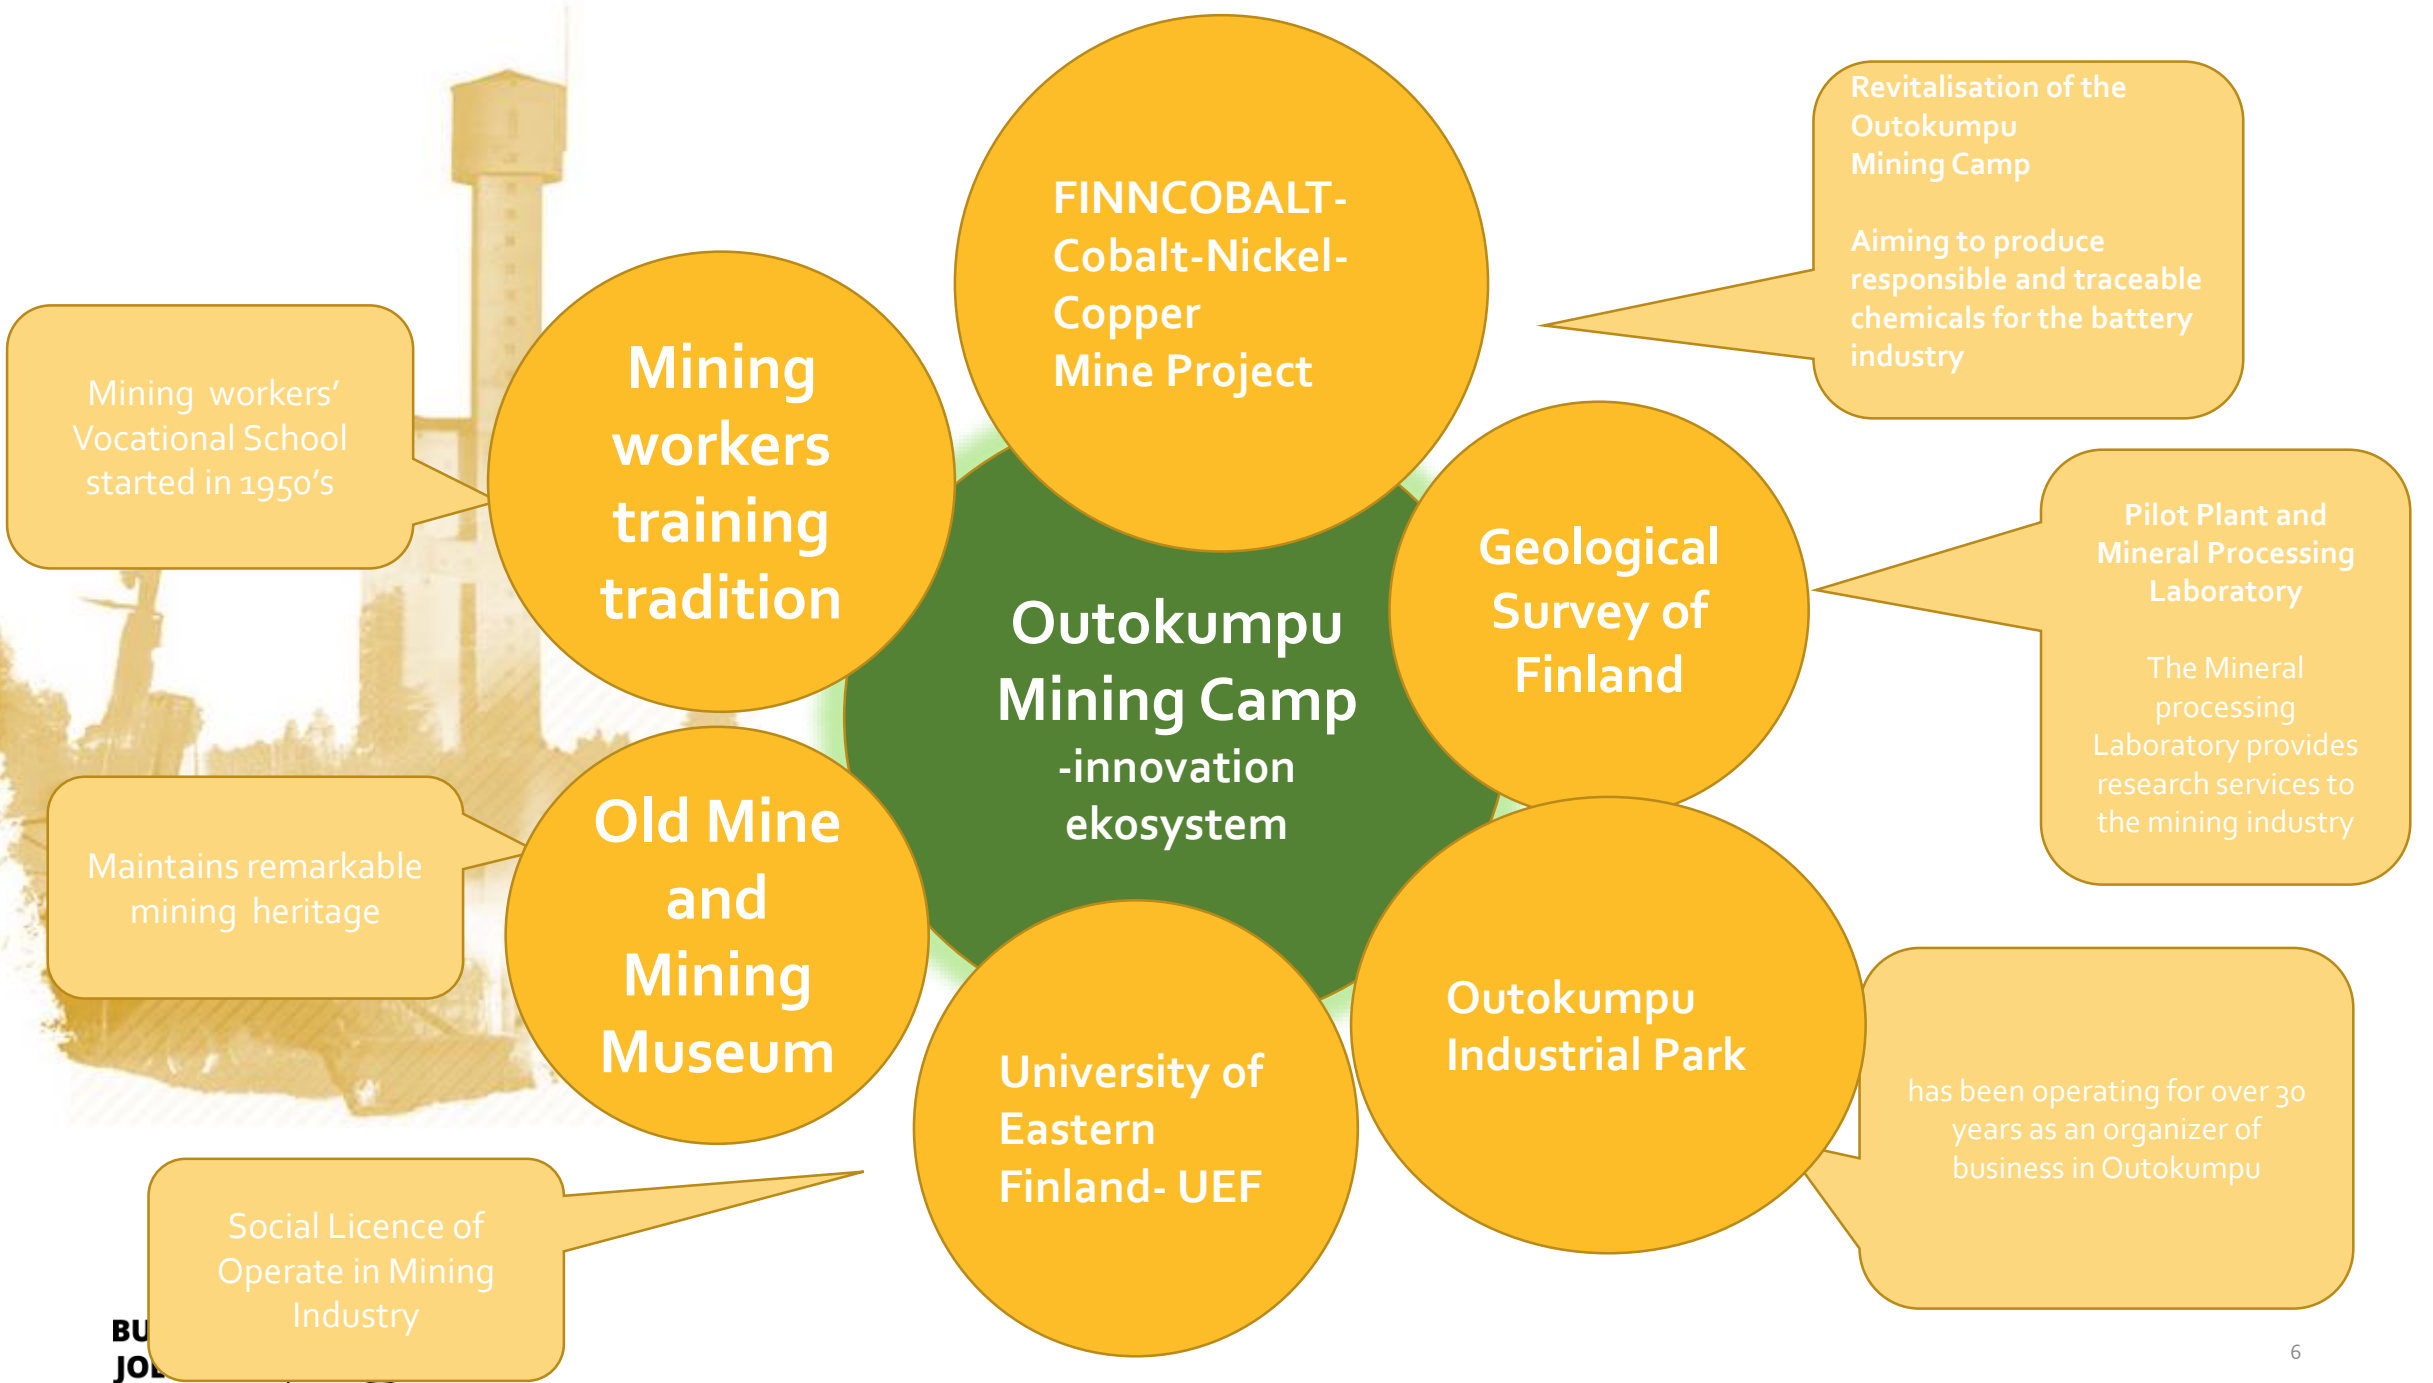 FINNCOBALT-
Cobalt-Nickel-
Copper
Mine Project
Revitalisation of the
Outokumpu
Mining Camp
Aiming to produce
responsible and traceable
chemicals for the battery
industry
Mining workers
training
tradition
Mining  workers’
Vocational School
started in 1950’s
Geological
Survey of
Finland
Pilot Plant and
Mineral Processing
Laboratory
The Mineral
processing
Laboratory provides
research services to
the mining industry
Outokumpu
Mining Camp
-innovation
ekosystem
Old Mine
and
Mining
Museum
Maintains remarkable
mining  heritage
Outokumpu
Industrial Park
has been operating for over 30
years as an organizer of
business in Outokumpu
University of
Eastern
Finland- UEF
Social Licence of
Operate in Mining
Industry
6